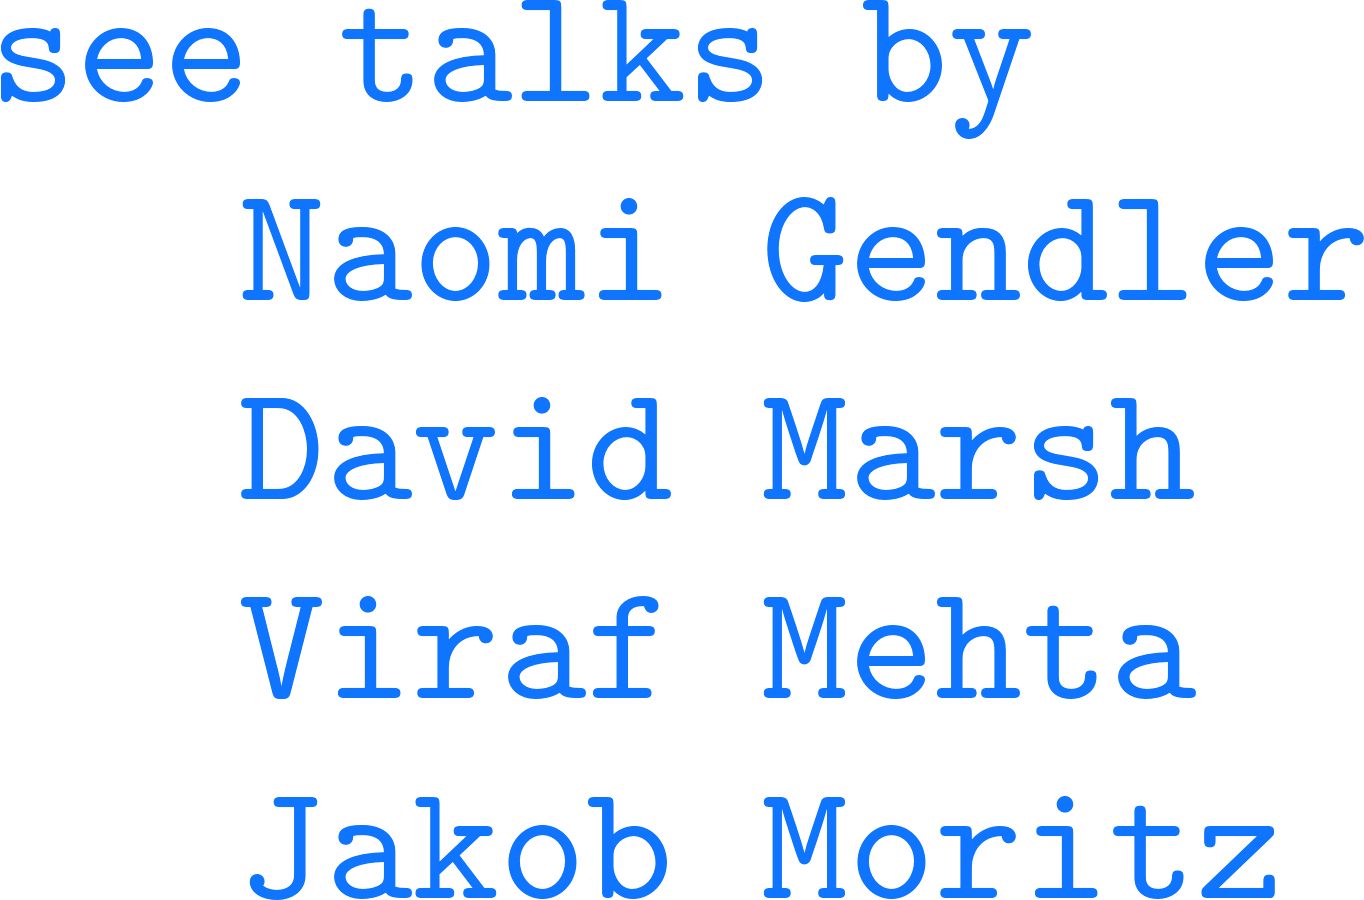 see talks by
Naomi Gendler
David Marsh
Viraf Mehta
Jakob Moritz